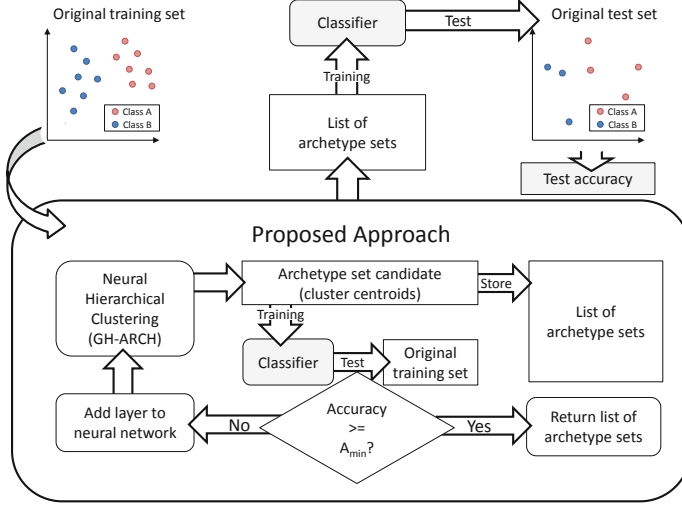 Original training set
Class A
Class B
Classifier
Test
Original test set
Class A
Class B
Training
List of
archetype sets
Test accuracy
Proposed Approach
Neural
Hierarchical
Clustering
(GH-ARCH)
Archetype set candidate
(cluster centroids)
Store
List of
archetype sets
Training
Classifier
Test
Original
training set
Add layer to
neural network
No
Accuracy
>=
Amin?
Yes
Return list of
archetype sets